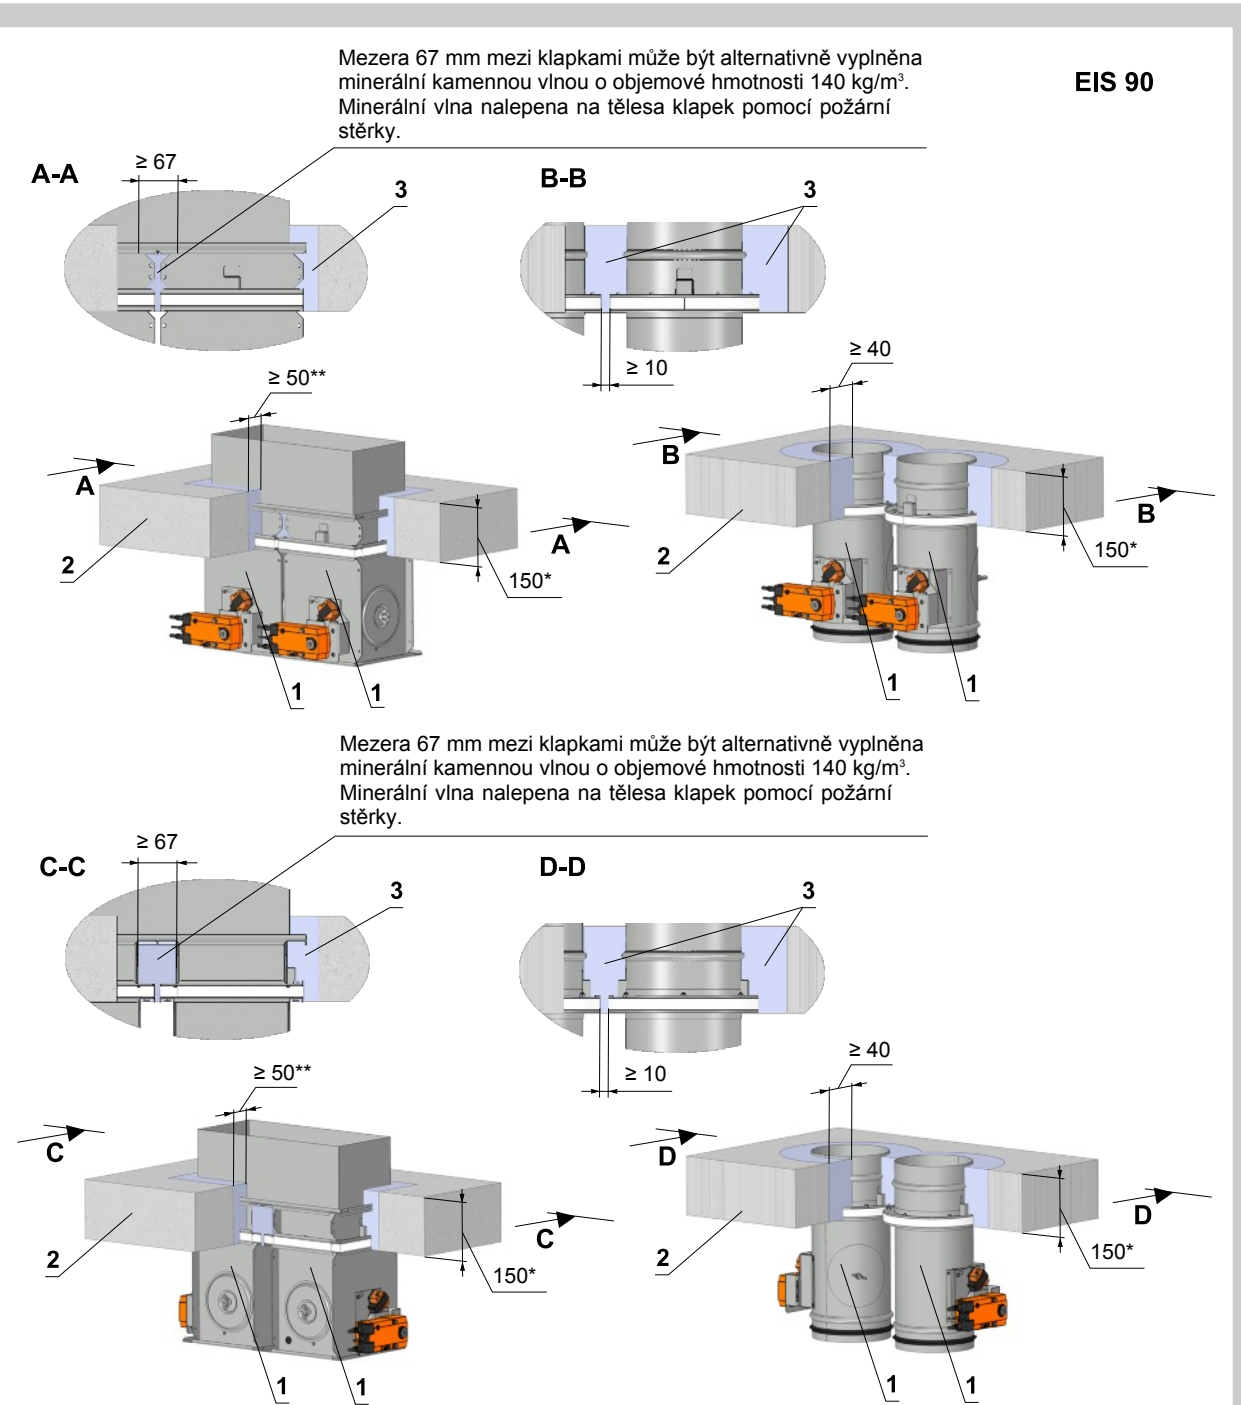 Mezera 67 mm mezi klapkami může být alternativně vyplněna
minerální kamennou vlnou o objemové hmotnosti 140 kg/m³.
Minerální vlna nalepena na tělesa klapek pomocí požární
stěrky.
EIS 90
A-A
≥ 67
3
B-B
3
≥ 10
≥ 50**
≥ 40
A
A
2
150*
1
1
B
B
2
150*
1
1
Mezera 67 mm mezi klapkami může být alternativně vyplněna
minerální kamennou vlnou o objemové hmotnosti 140 kg/m³.
Minerální vlna nalepena na tělesa klapek pomocí požární
stěrky.
C-C
≥ 67
3
D-D
3
≥ 10
≥ 50**
≥ 40
C
C
2
150*
1
1
D
D
2
150*
1
1